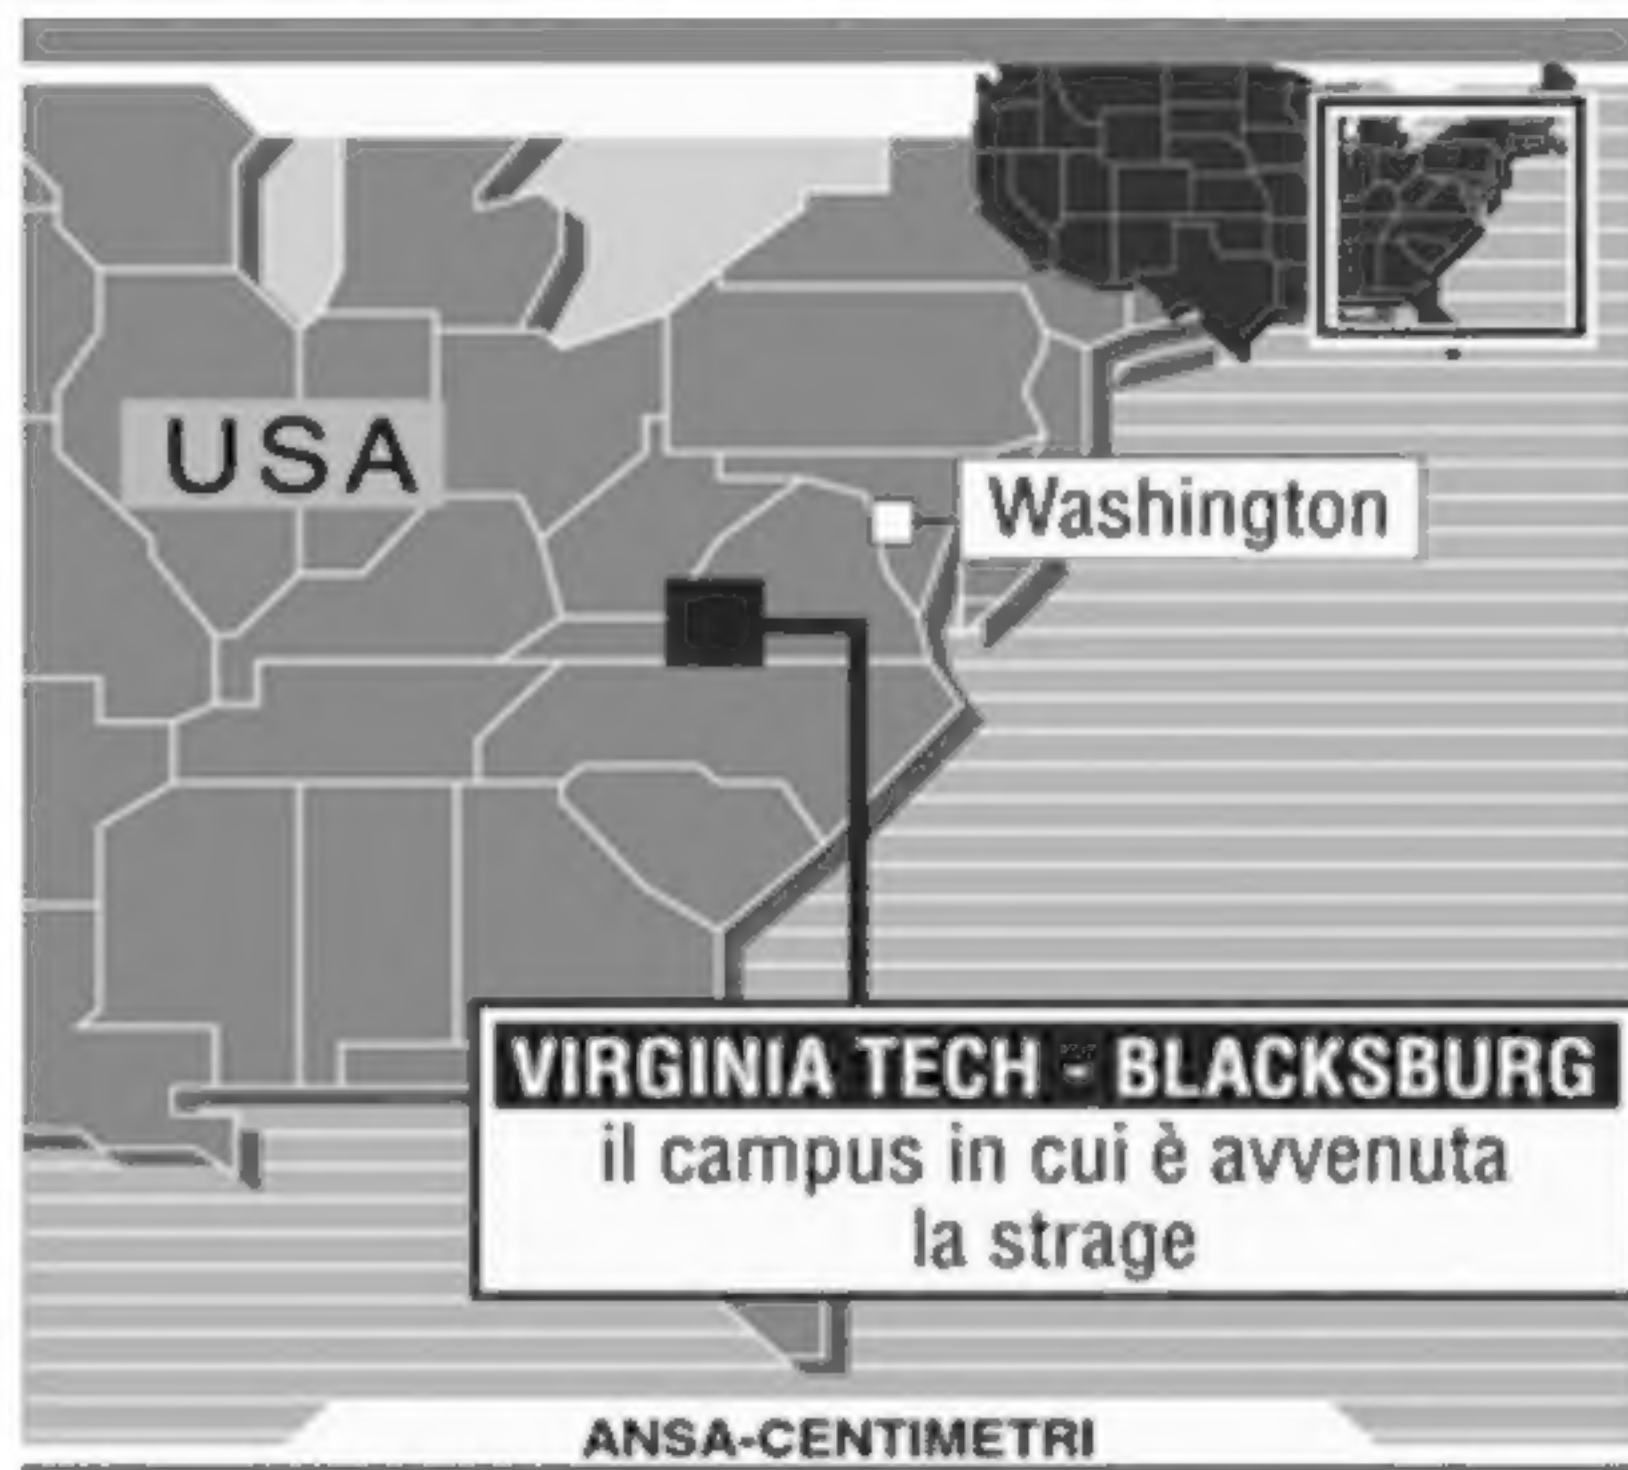 USA
Washington
VIRGINIA TECH - BLACKSBURG
il campus in cui è avvenuta
la strage
ANSA-CENTIMETRI